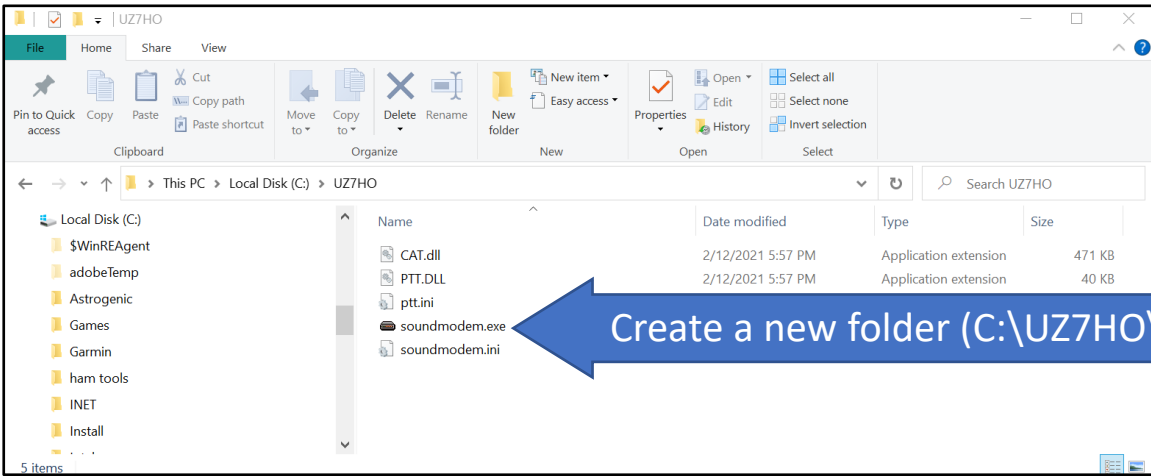 UZ7HO
File Home Share View
Pin to Quick access
Copy
Paste
Cut
Copy path
Paste shortcut
Clipboard
Move to
Copy to
Delete
Rename
Organize
New folder
New item
Easy access
New
Properties
Open
Edit
History
Open
Select all
Select none
Invert selection
Select
This PC > Local Disk (C:) > UZ7HO
Search UZ7HO
Local Disk (C:)
$WinREAgent
adobeTemp
Astrogenic
Games
Garmin
ham tools
INET
Install
Name Date modified Type Size
CAT.dll 2/12/2021 5:57 PM Application extension 471 KB
PTT.DLL 2/12/2021 5:57 PM Application extension 40 KB
ptt.ini
soundmodem.exe
soundmodem.ini
Create a new folder (C:\UZ7HO\
5 items